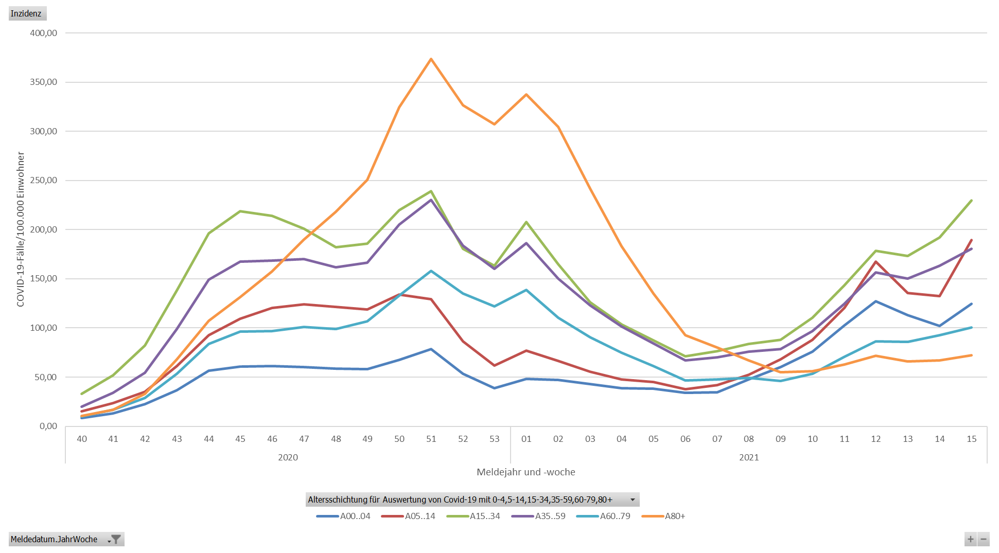 Inzidenz
400,00
350,00
300,00
250,00
200,00
150,00
100,00
50,00
0,00
COVID-19-Fälle/100.000 Einwohner
40 41 42 43 44 45 46 47 48 49 50 51 52 53 01 02 03 04 05 06 07 08 09 10 11 12 13 14 15
2020 2021
Meldejahr und -woche
Altersschichtung für Auswertung von Covid-19 mit 0-4,5-14,15-34,35-59,60-79,80+
A00..04 A05..14 A15..34 A35..59 A60..79 A80+
Meldedatum.JahrWoche
+ −